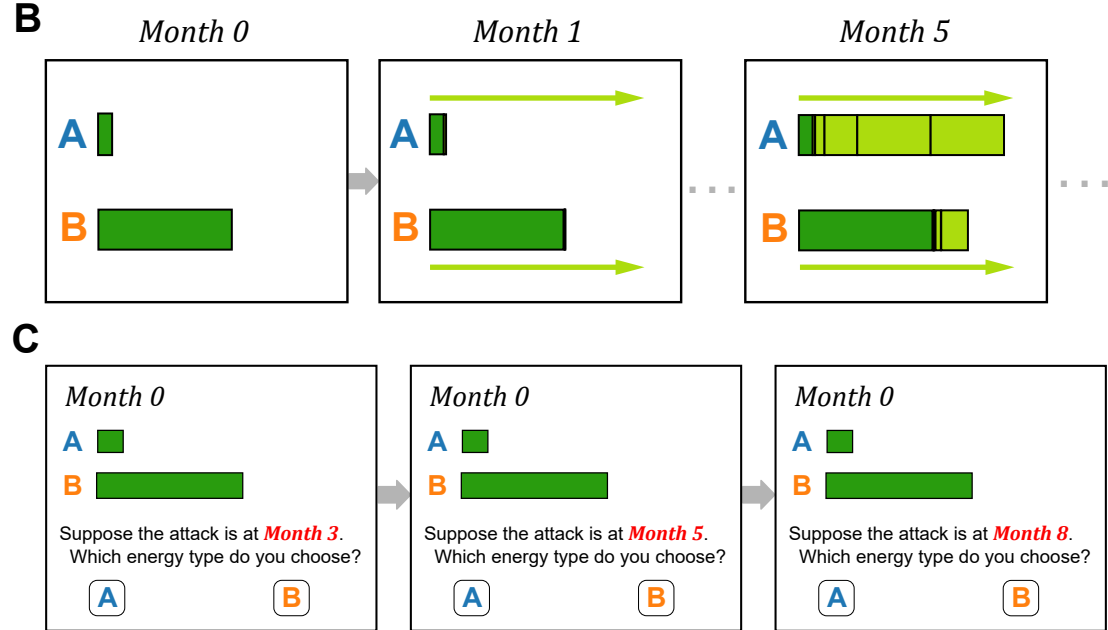 B
Month 0
Month 1
Month 5
A
A
A
B
B
B
C
Month 0
A
B
Suppose the attack is at Month 3.
Which energy type do you choose?
A
B
Month 0
A
B
Suppose the attack is at Month 5.
Which energy type do you choose?
A
B
Month 0
A
B
Suppose the attack is at Month 8.
Which energy type do you choose?
A
B